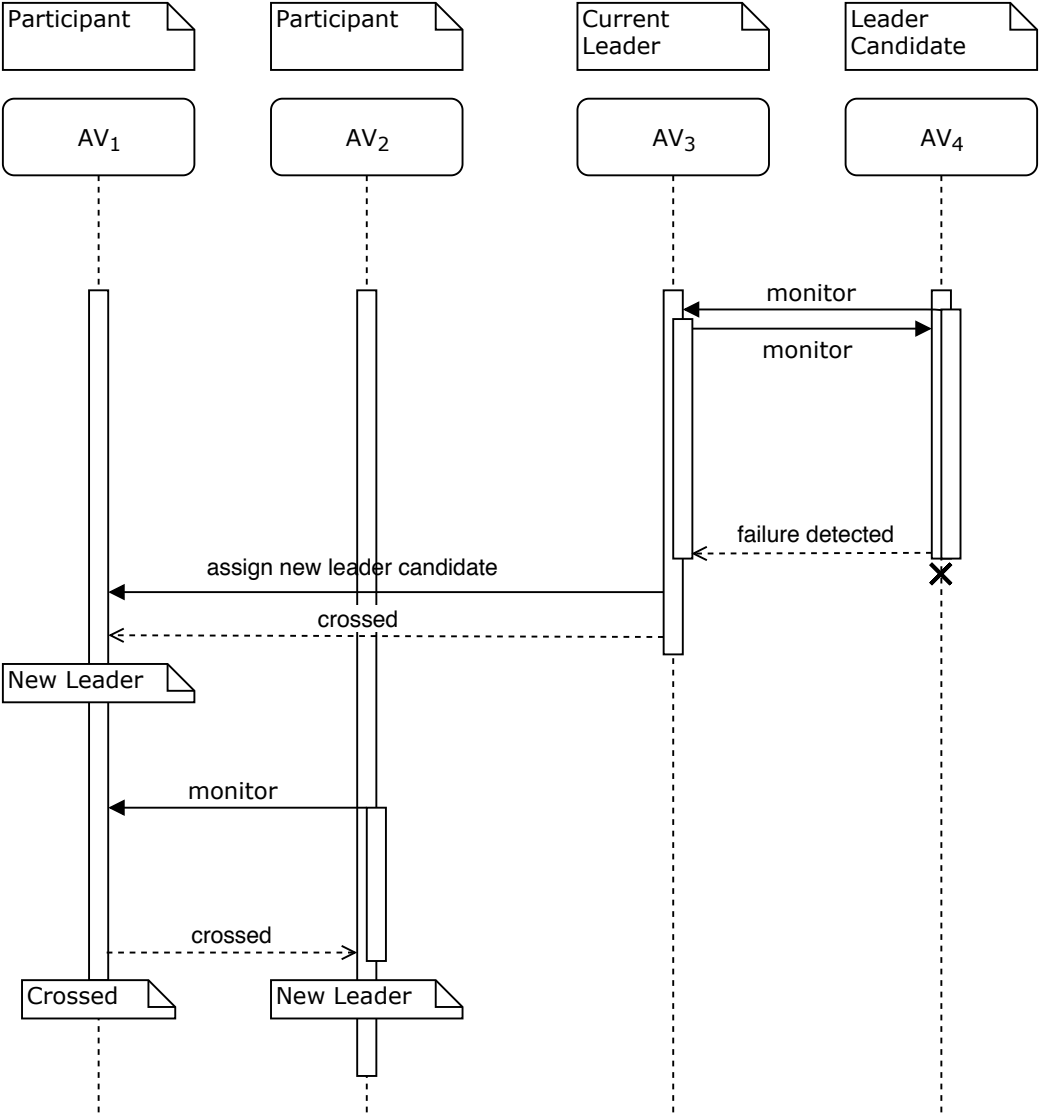 Participant
Participant
Current
Leader
Leader
Candidate
AV1
AV2
AV3
AV4
monitor
monitor
failure detected
assign new leader candidate
crossed
New Leader
monitor
crossed
Crossed
New Leader